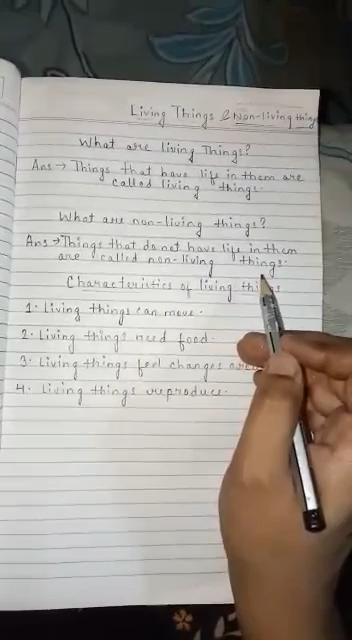 Living Things & Non-living things
What are living Things?
Ans → Things that have life in them are
called living things.
What are non-living things?
Ans → Things that do not have life in them
are called non-living things.
Characteristics of living things
1. Living things can move.
2. Living things need food.
3. Living things feel changes
4. Living things reproduce.